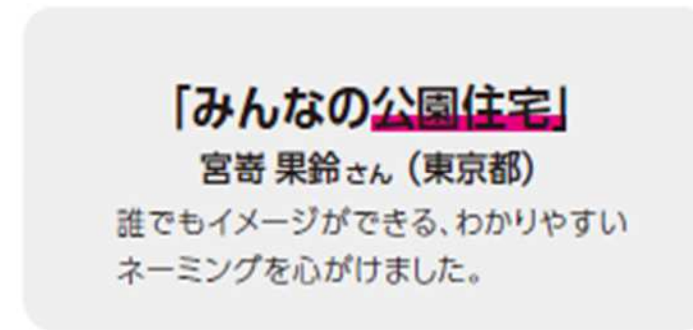 「みんなの公園住宅」
宮嵜 果鈴さん（東京都）
誰でもイメージができる、わかりやすい
ネーミングを心がけました。